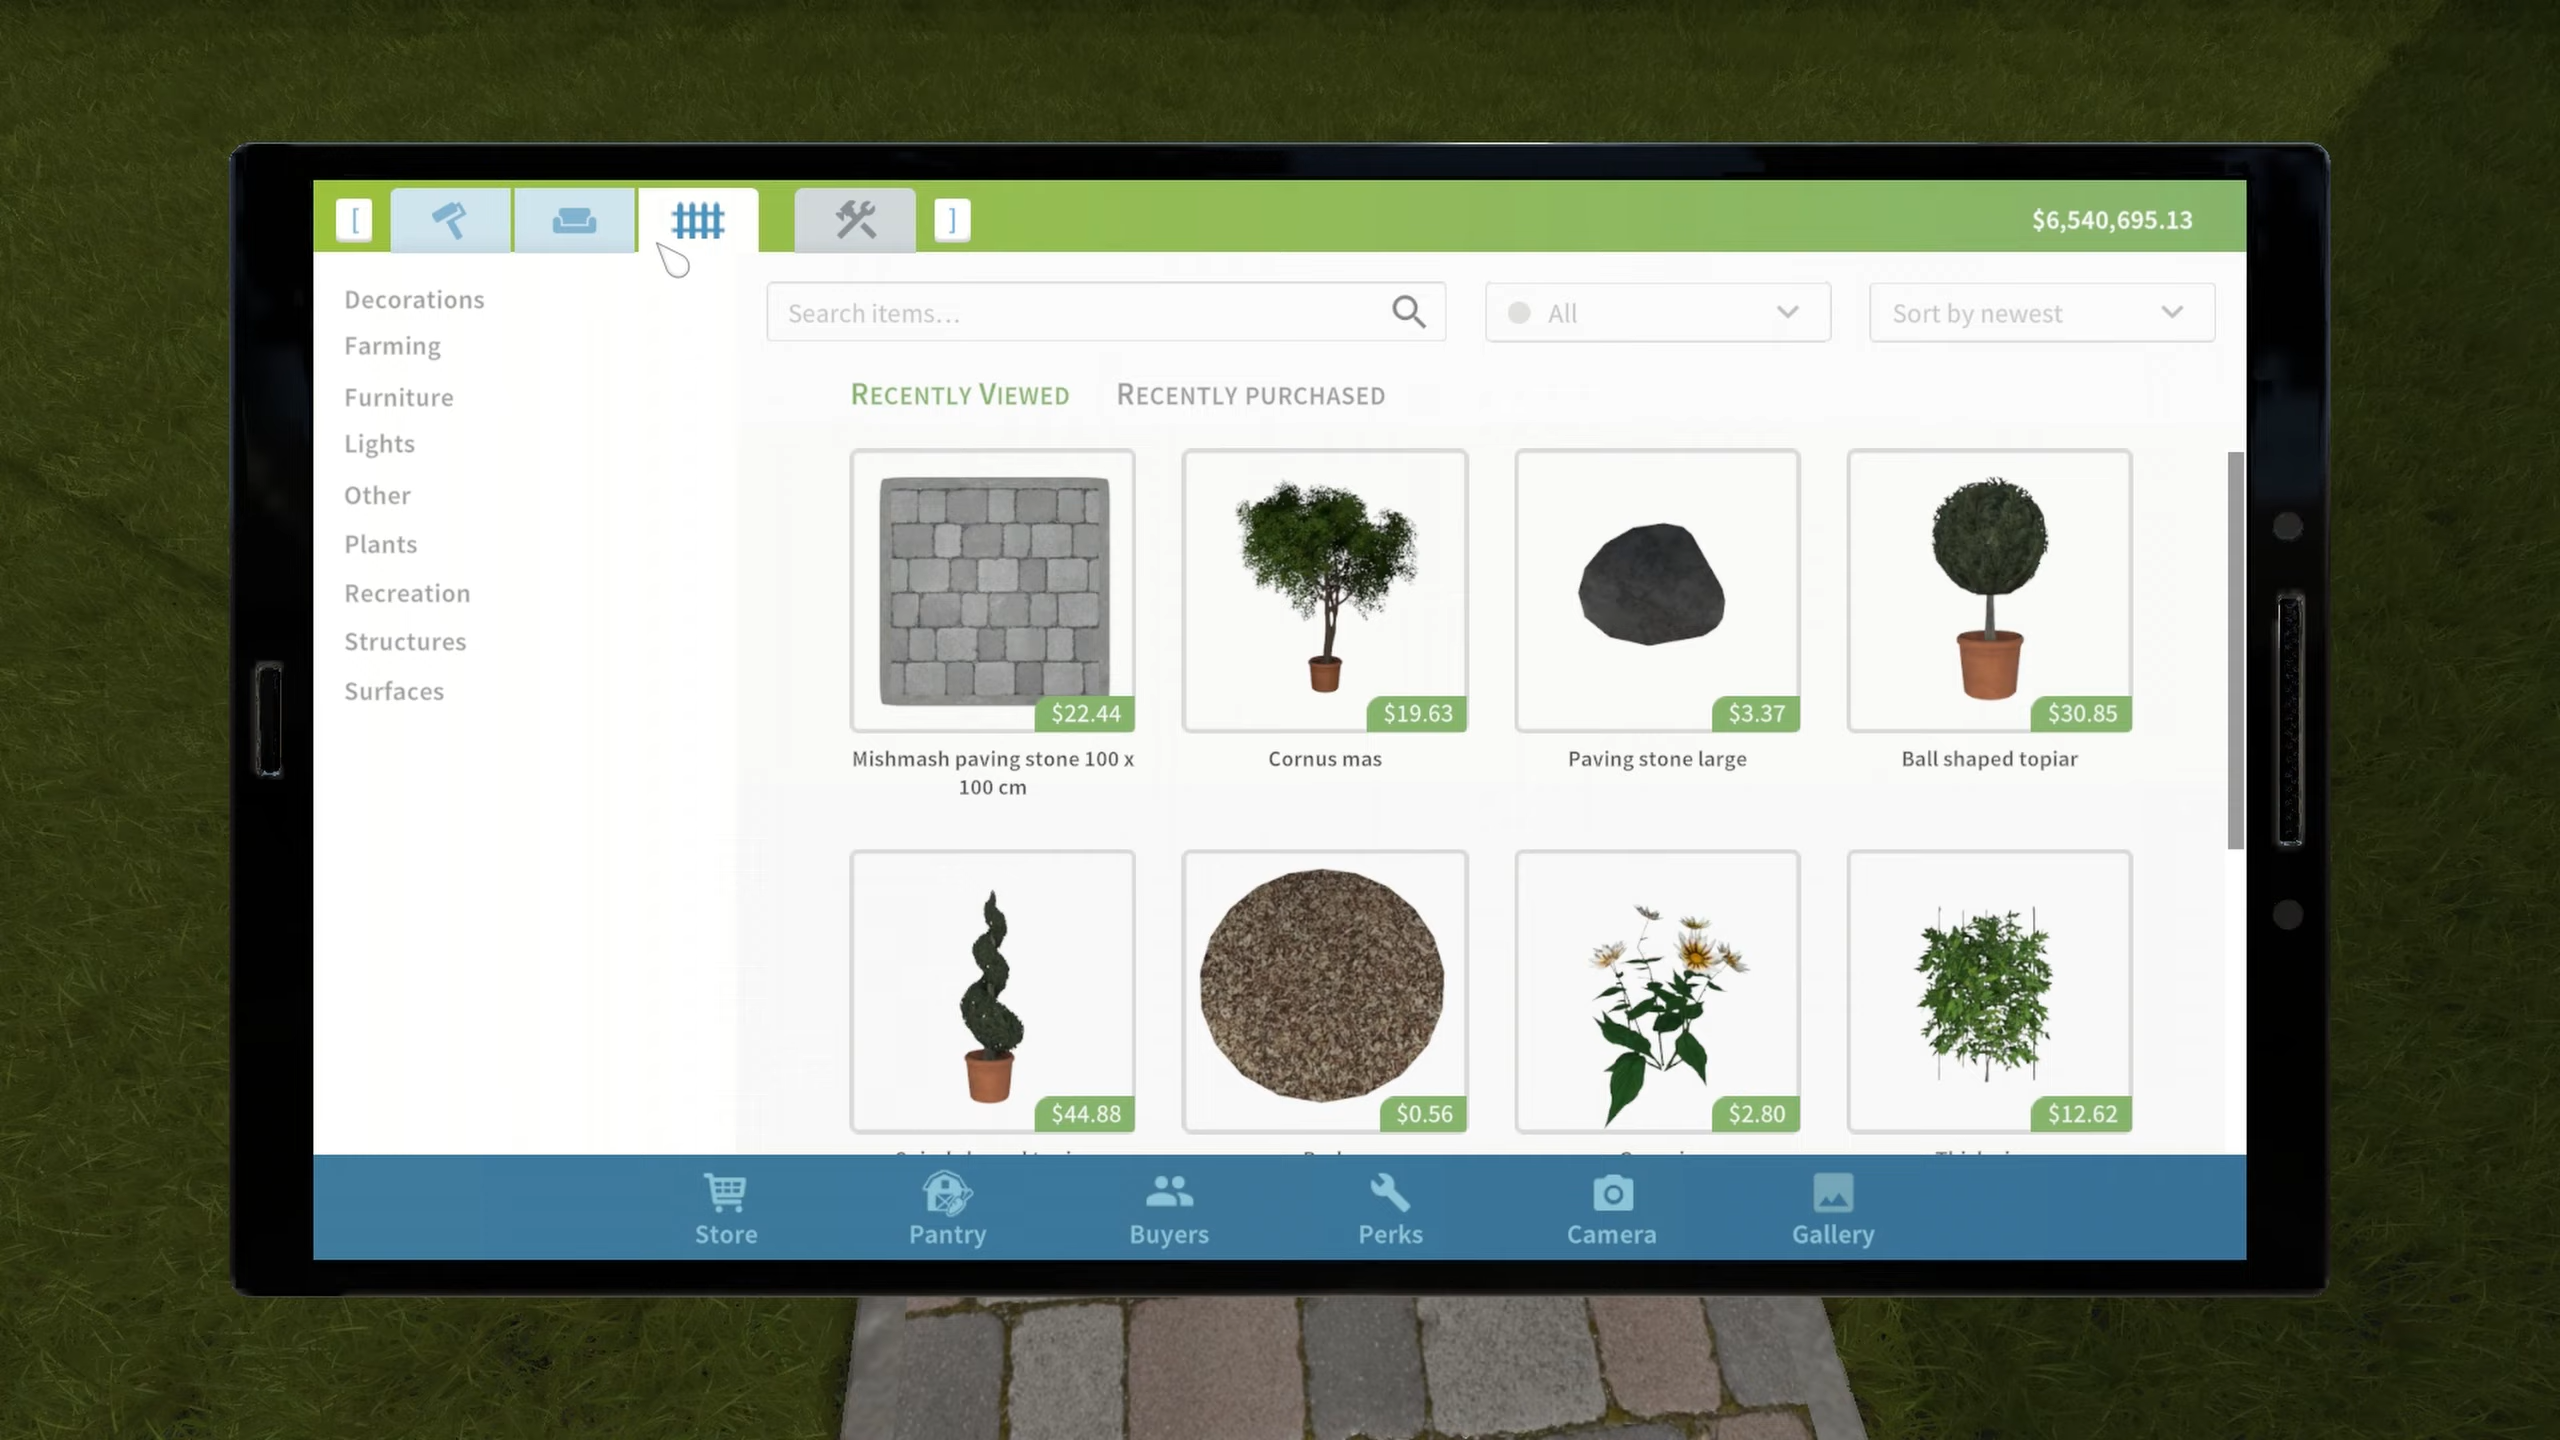 [
]
$6,540,695.13
Decorations
Farming
Furniture
Lights
Other
Plants
Recreation
Structures
Surfaces
Search items...
All
Sort by newest
RECENTLY VIEWED
RECENTLY PURCHASED
$22.44
$19.63
$3.37
$30.85
Mishmash paving stone 100 x
100 cm
Cornus mas
Paving stone large
Ball shaped topiar
$44.88
$0.56
$2.80
$12.62
Store
Pantry
Buyers
Perks
Camera
Gallery